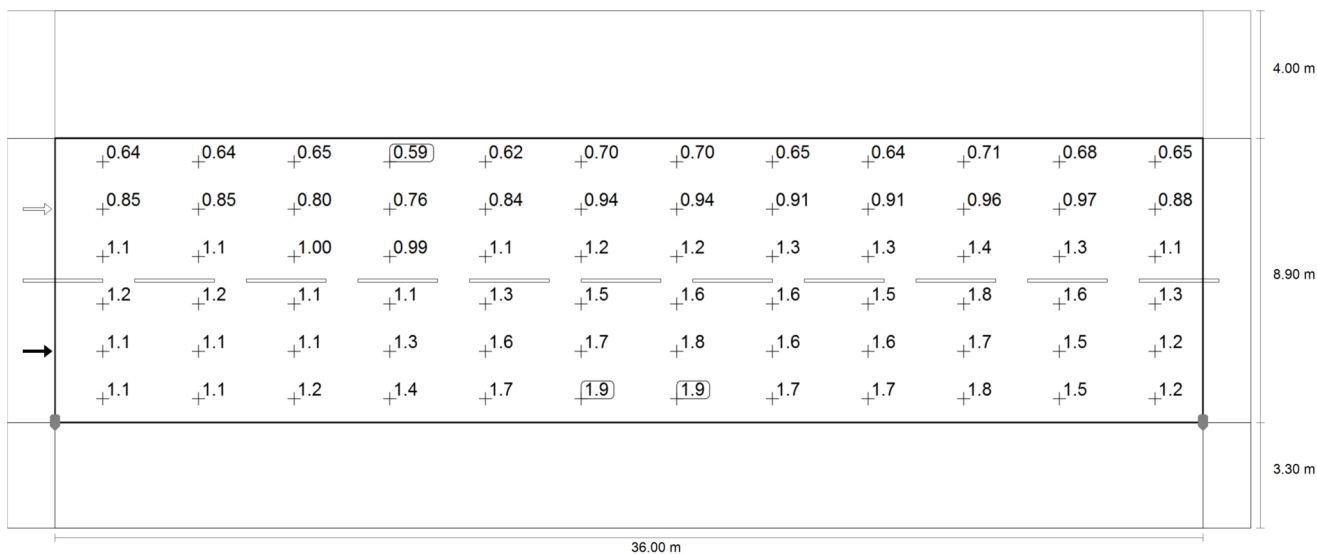 4.00 m
0.64 0.64 0.65 0.59 0.62 0.70 0.70 0.65 0.64 0.71 0.68 0.65
0.85 0.85 0.80 0.76 0.84 0.94 0.94 0.91 0.91 0.96 0.97 0.88
1.1 1.1 1.00 0.99 1.1 1.2 1.2 1.3 1.3 1.4 1.3 1.1
8.90 m
1.2 1.2 1.1 1.1 1.3 1.5 1.6 1.6 1.5 1.8 1.6 1.3
1.1 1.1 1.1 1.3 1.6 1.7 1.8 1.6 1.6 1.7 1.5 1.2
1.1 1.1 1.2 1.4 1.7 1.9 1.9 1.7 1.7 1.8 1.5 1.2
3.30 m
36.00 m